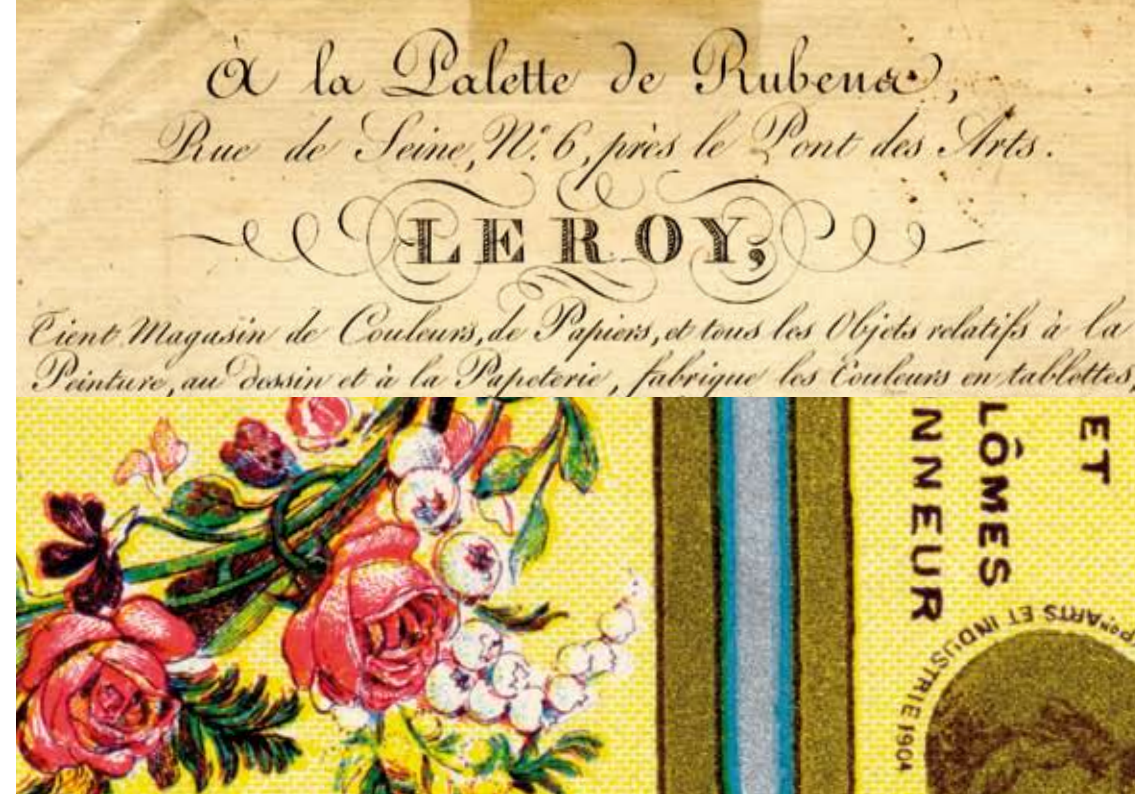 À la Palette de Rubens,
Rue de Seine, N.º 6, près le Pont des Arts.
LEROY,
Tient Magasin de Couleurs, de Papiers, et tous les Objets relatifs à la
Peinture, au dessin et à la Papeterie, fabrique les Couleurs en tablettes,
ET
LÔMES
NNEUR
ARTS ET INDUSTRIE 1904